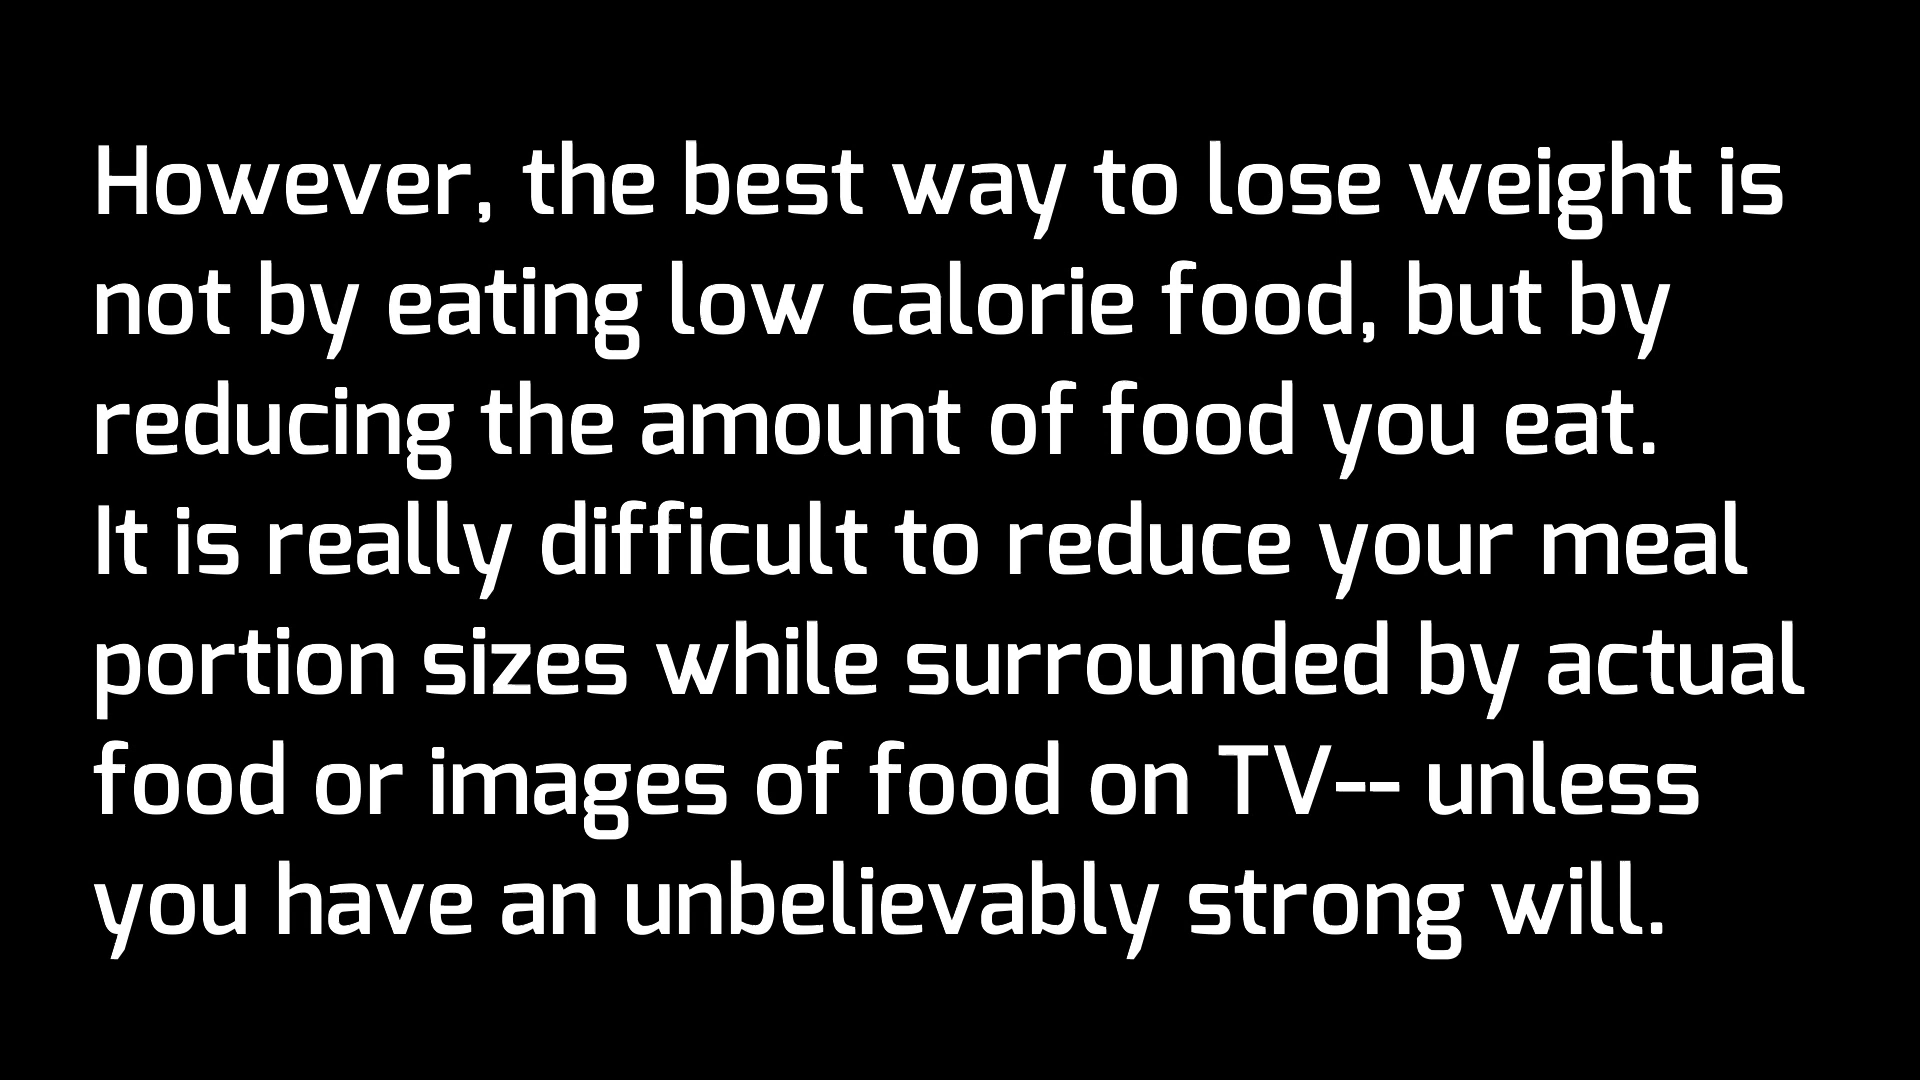 However, the best way to lose weight is
not by eating low calorie food, but by
reducing the amount of food you eat.
It is really difficult to reduce your meal
portion sizes while surrounded by actual
food or images of food on TV-- unless
you have an unbelievably strong will.